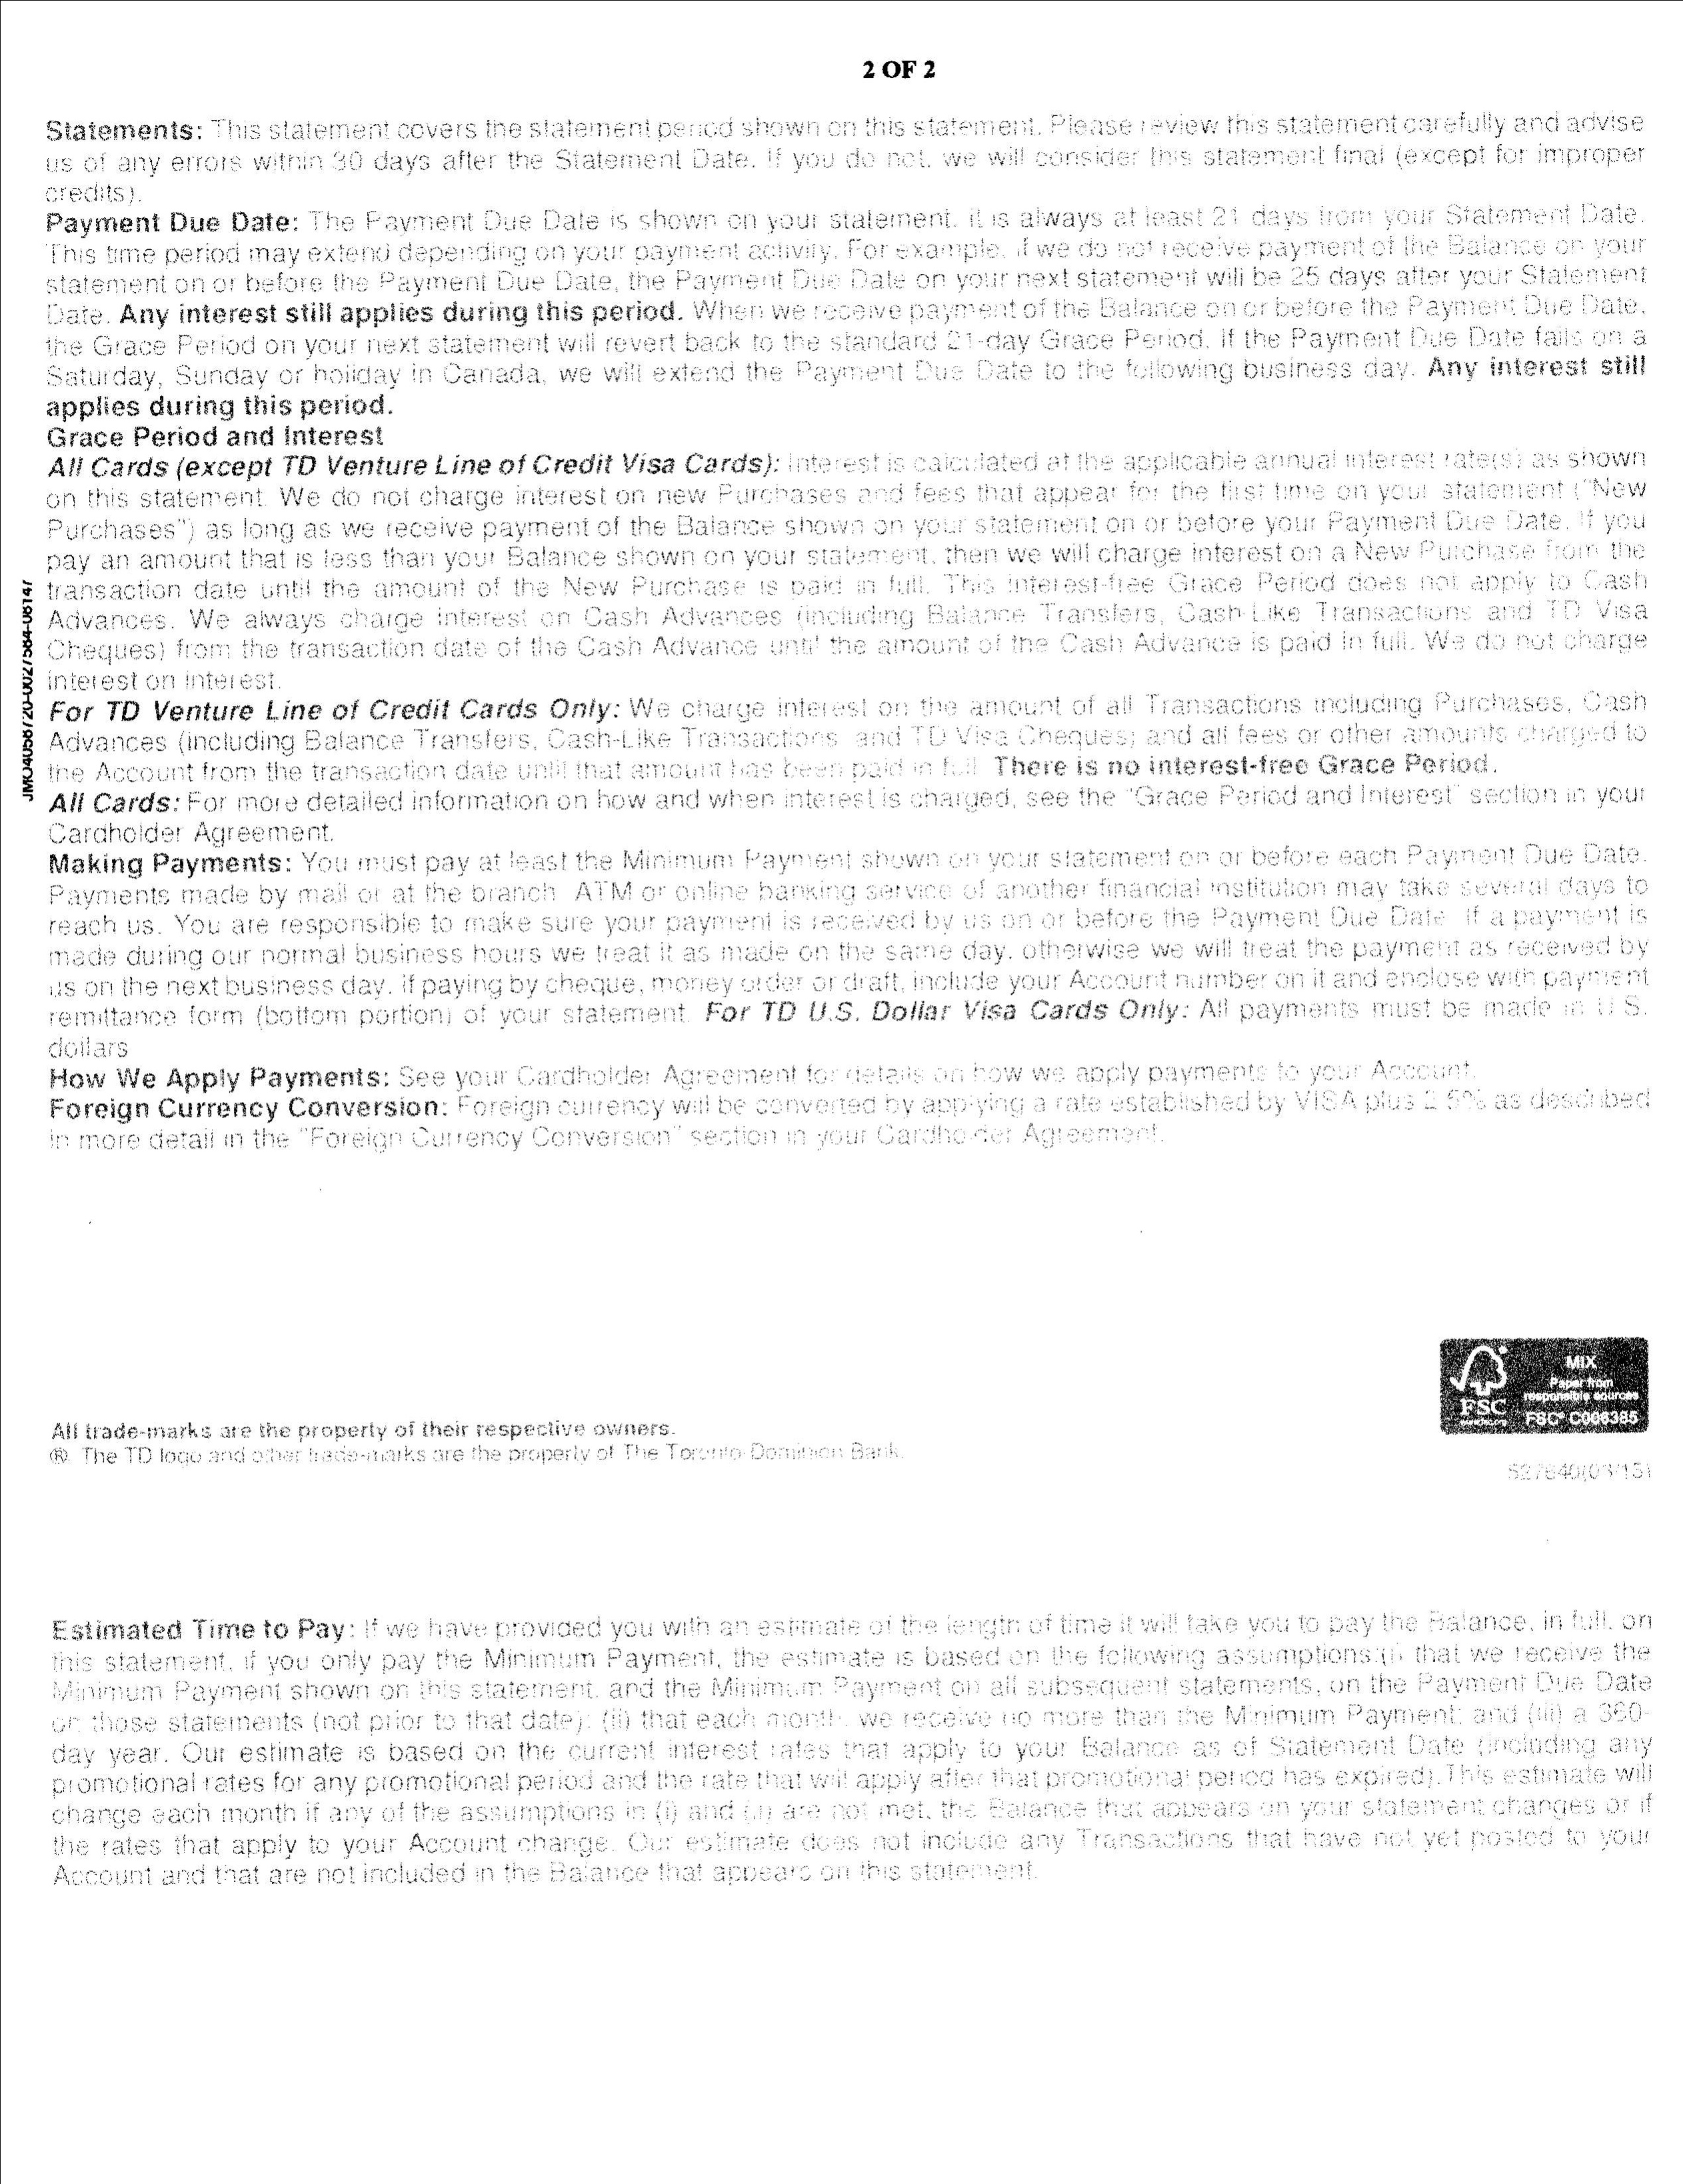 2 OF 2
Statements: This statement covers the statement period shown on this statement. Please review this statement carefully and advise
us of any errors within 30 days after the Statement Date. If you do not, we will consider this statement final (except for improper
credits).
Payment Due Date: The Payment Due Date is shown on your statement. It is always at least 21 days from your Statement Date.
This time period may extend depending on your payment activity. For example, if we do not receive payment of the Balance on your
statement on or before the Payment Due Date, the Payment Due Date on your next statement will be 25 days after your Statement
Date. Any interest still applies during this period. When we receive payment of the Balance on or before the Payment Due Date,
the Grace Period on your next statement will revert back to the standard 21-day Grace Period. If the Payment Due Date falls on a
Saturday, Sunday or holiday in Canada, we will extend the Payment Due Date to the following business day. Any interest still
applies during this period.
Grace Period and Interest
All Cards (except TD Venture Line of Credit Visa Cards): Interest is calculated at the applicable annual interest rate(s) as shown
on this statement. We do not charge interest on new Purchases and fees that appear for the first time on your statement ("New
Purchases") as long as we receive payment of the Balance shown on your statement on or before your Payment Due Date. If you
pay an amount that is less than your Balance shown on your statement, then we will charge interest on a New Purchase from the
transaction date until the amount of the New Purchase is paid in full. This interest-free Grace Period does not apply to Cash
Advances. We always charge interest on Cash Advances (including Balance Transfers, Cash-Like Transactions and TD Visa
Cheques) from the transaction date of the Cash Advance until the amount of the Cash Advance is paid in full. We do not charge
interest on interest.
For TD Venture Line of Credit Cards Only: We charge interest on the amount of all Transactions including Purchases, Cash
Advances (including Balance Transfers, Cash-Like Transactions and TD Visa Cheques) and all fees or other amounts charged to
the Account from the transaction date until that amount has been paid in full. There is no interest-free Grace Period.
All Cards: For more detailed information on how and when interest is charged, see the "Grace Period and Interest" section in your
Cardholder Agreement.
Making Payments: You must pay at least the Minimum Payment shown on your statement on or before each Payment Due Date.
Payments made by mail or at the branch, ATM or online banking service of another financial institution may take several days to
reach us. You are responsible to make sure your payment is received by us on or before the Payment Due Date. If a payment is
made during our normal business hours we treat it as made on the same day, otherwise we will treat the payment as received by
us on the next business day. If paying by cheque, money order or draft, include your Account number on it and enclose with payment
remittance form (bottom portion) of your statement. For TD U.S. Dollar Visa Cards Only: All payments must be made in U.S.
dollars
How We Apply Payments: See your Cardholder Agreement for details on how we apply payments to your Account.
Foreign Currency Conversion: Foreign currency will be converted by applying a rate established by VISA plus 2.5% as described
in more detail in the "Foreign Currency Conversion" section in your Cardholder Agreement.
MIX
Paper from
responsible sources
FSC
FSC® C006385
All trade-marks are the property of their respective owners.
® The TD logo and other trade-marks are the property of The Toronto-Dominion Bank.
527640(03/15)
Estimated Time to Pay: If we have provided you with an estimate of the length of time it will take you to pay the Balance, in full, on
this statement, if you only pay the Minimum Payment, the estimate is based on the following assumptions:(i) that we receive the
Minimum Payment shown on this statement, and the Minimum Payment on all subsequent statements, on the Payment Due Date
on those statements (not prior to that date); (ii) that each month, we receive no more than the Minimum Payment; and (iii) a 360-
day year. Our estimate is based on the current interest rates that apply to your Balance as of Statement Date (including any
promotional rates for any promotional period and the rate that will apply after that promotional period has expired).This estimate will
change each month if any of the assumptions in (i) and (ii) are not met, the Balance that appears on your statement changes or if
the rates that apply to your Account change. Our estimate does not include any Transactions that have not yet posted to your
Account and that are not included in the Balance that appears on this statement.